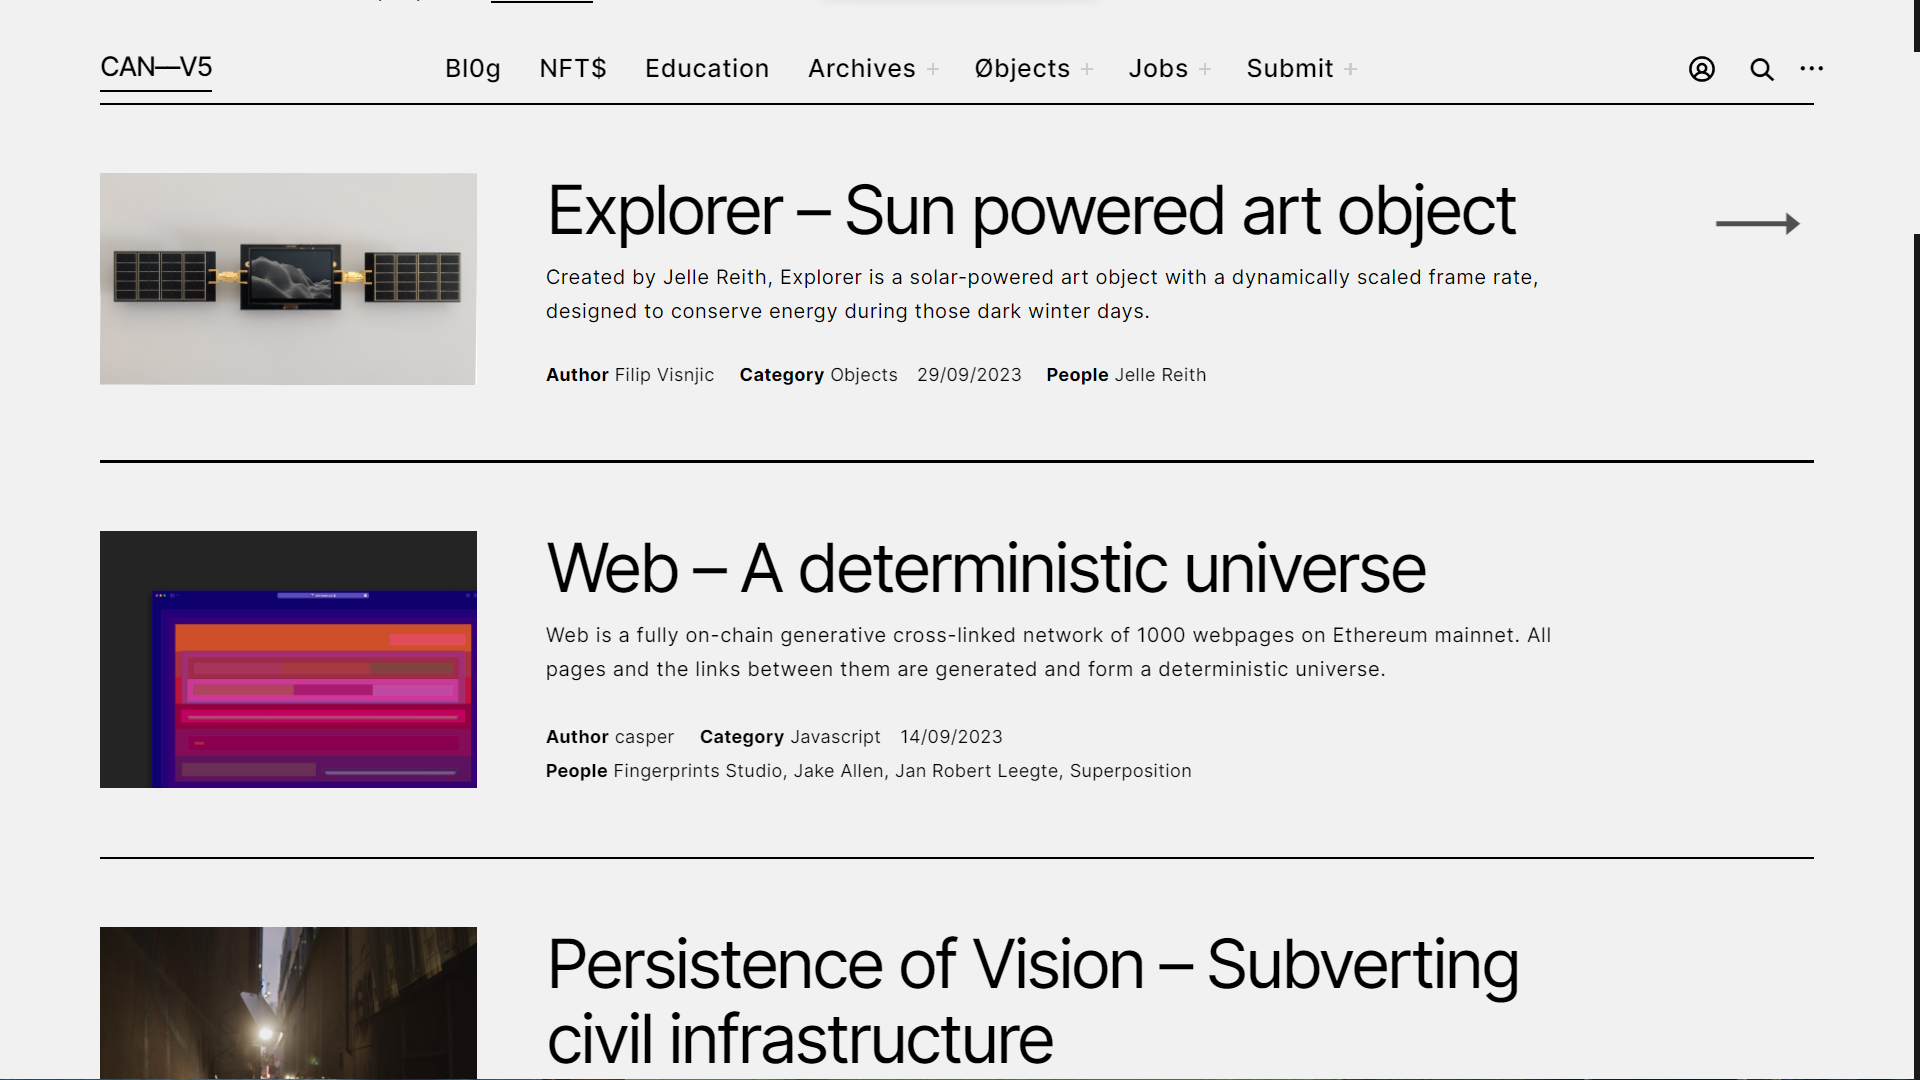 CAN—V5
Bl0g NFT$ Education Archives + Øbjects + Jobs + Submit +
Explorer – Sun powered art object
Created by Jelle Reith, Explorer is a solar-powered art object with a dynamically scaled frame rate,
designed to conserve energy during those dark winter days.
Author Filip Visnjic Category Objects 29/09/2023 People Jelle Reith
Web – A deterministic universe
Web is a fully on-chain generative cross-linked network of 1000 webpages on Ethereum mainnet. All
pages and the links between them are generated and form a deterministic universe.
Author casper Category Javascript 14/09/2023
People Fingerprints Studio, Jake Allen, Jan Robert Leegte, Superposition
Persistence of Vision – Subverting
civil infrastructure